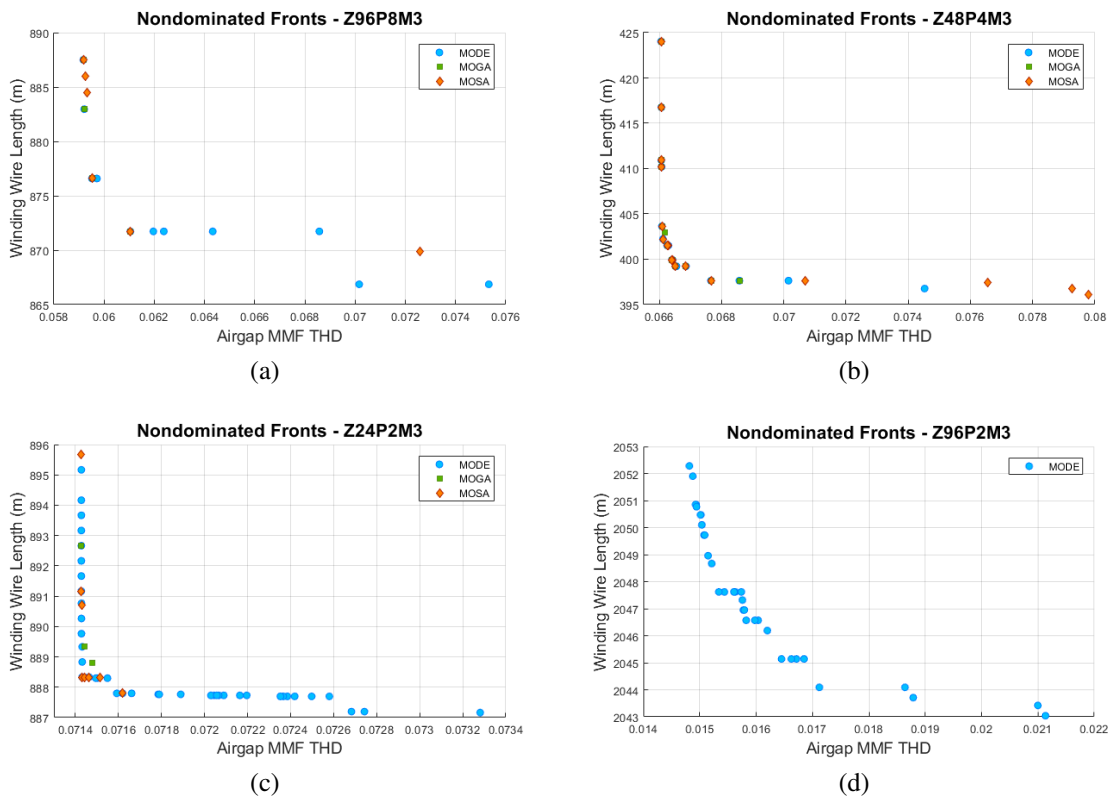 Nondominated Fronts - Z96P8M3
890
885
880
875
870
865
Winding Wire Length (m)
MODE
MOGA
MOSA
0.058 0.06 0.062 0.064 0.066 0.068 0.07 0.072 0.074 0.076
Airgap MMF THD
(a)
Nondominated Fronts - Z48P4M3
425
420
415
410
405
400
395
Winding Wire Length (m)
MODE
MOGA
MOSA
0.066 0.068 0.07 0.072 0.074 0.076 0.078 0.08
Airgap MMF THD
(b)
Nondominated Fronts - Z24P2M3
896
895
894
893
892
891
890
889
888
887
Winding Wire Length (m)
MODE
MOGA
MOSA
0.0714 0.0716 0.0718 0.072 0.0722 0.0724 0.0726 0.0728 0.073 0.0732 0.0734
Airgap MMF THD
(c)
Nondominated Fronts - Z96P2M3
2053
2052
2051
2050
2049
2048
2047
2046
2045
2044
2043
Winding Wire Length (m)
MODE
0.014 0.015 0.016 0.017 0.018 0.019 0.02 0.021 0.022
Airgap MMF THD
(d)